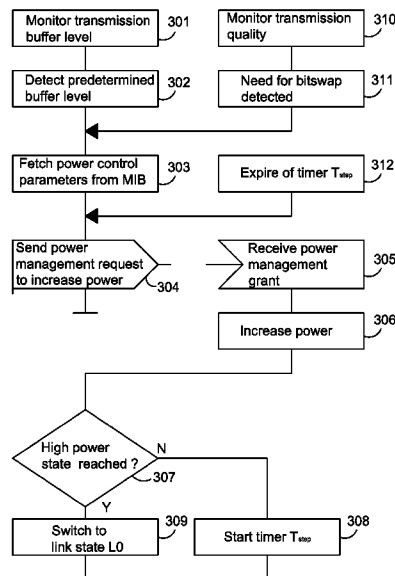 Monitor transmission
buffer level
301
Monitor transmission
quality
310
Detect predetermined
buffer level
302
Need for bitswap
detected
311
Fetch power control
parameters from MIB
303
Expire of timer Tstep
312
Send power
management request
to increase power
304
Receive power
management
grant
305
Increase power
306
High power
state reached ?
307
N
Y
Switch to
link state L0
309
Start timer Tstep
308